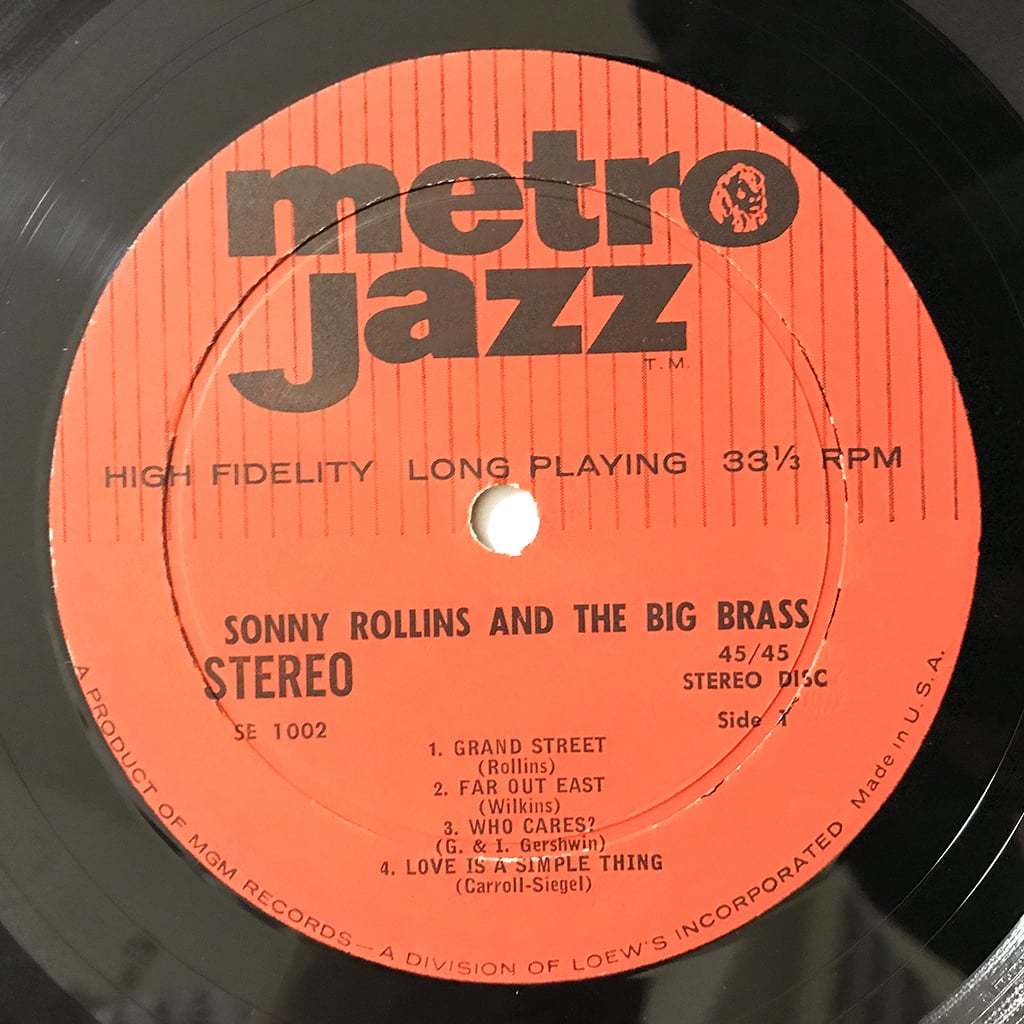 metro
jazz
T.M.
HIGH FIDELITY LONG PLAYING 33⅓ RPM
SONNY ROLLINS AND THE BIG BRASS
STEREO
45/45
STEREO DISC
SE 1002
Side 1
1. GRAND STREET
(Rollins)
2. FAR OUT EAST
(Wilkins)
3. WHO CARES?
(G. & I. Gershwin)
4. LOVE IS A SIMPLE THING
(Carroll-Siegel)
A PRODUCT OF MGM RECORDS—A DIVISION OF LOEW'S INCORPORATED Made in U.S.A.